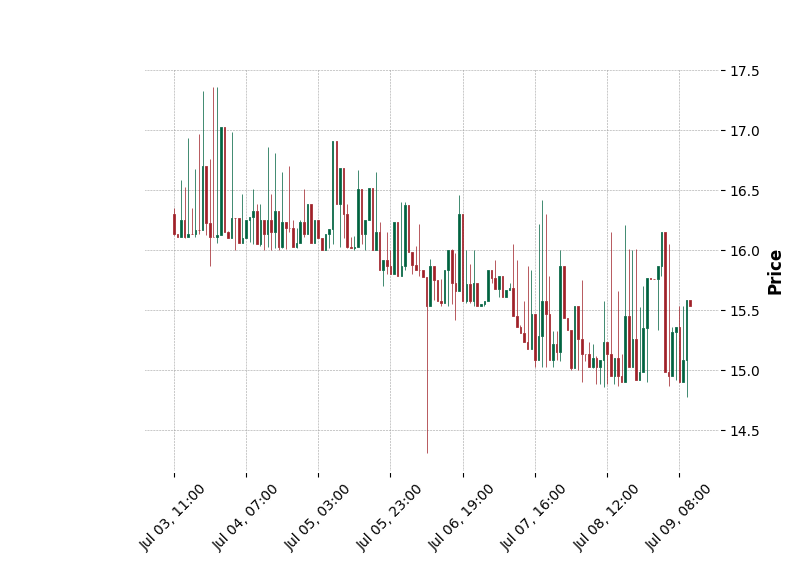 17.5
17.0
16.5
16.0
15.5
15.0
14.5
Price
Jul 03, 11:00
Jul 04, 07:00
Jul 05, 03:00
Jul 05, 23:00
Jul 06, 19:00
Jul 07, 16:00
Jul 08, 12:00
Jul 09, 08:00